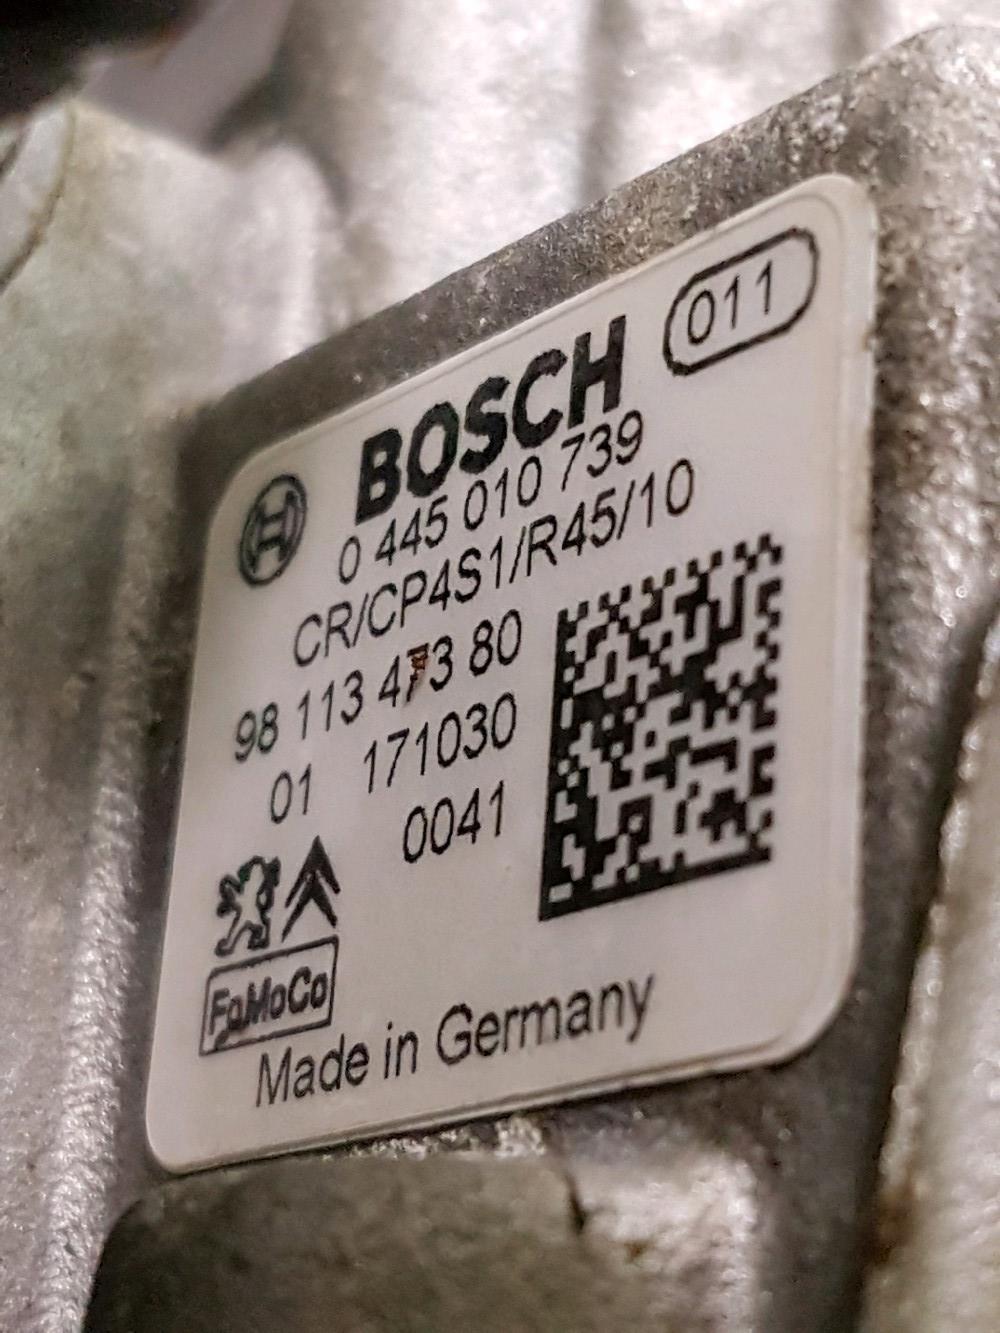 011
BOSCH
0 445 010 739
CR/CP4S1/R45/10
98 113 473 80
01 171030
0041
FoMoCo
Made in Germany